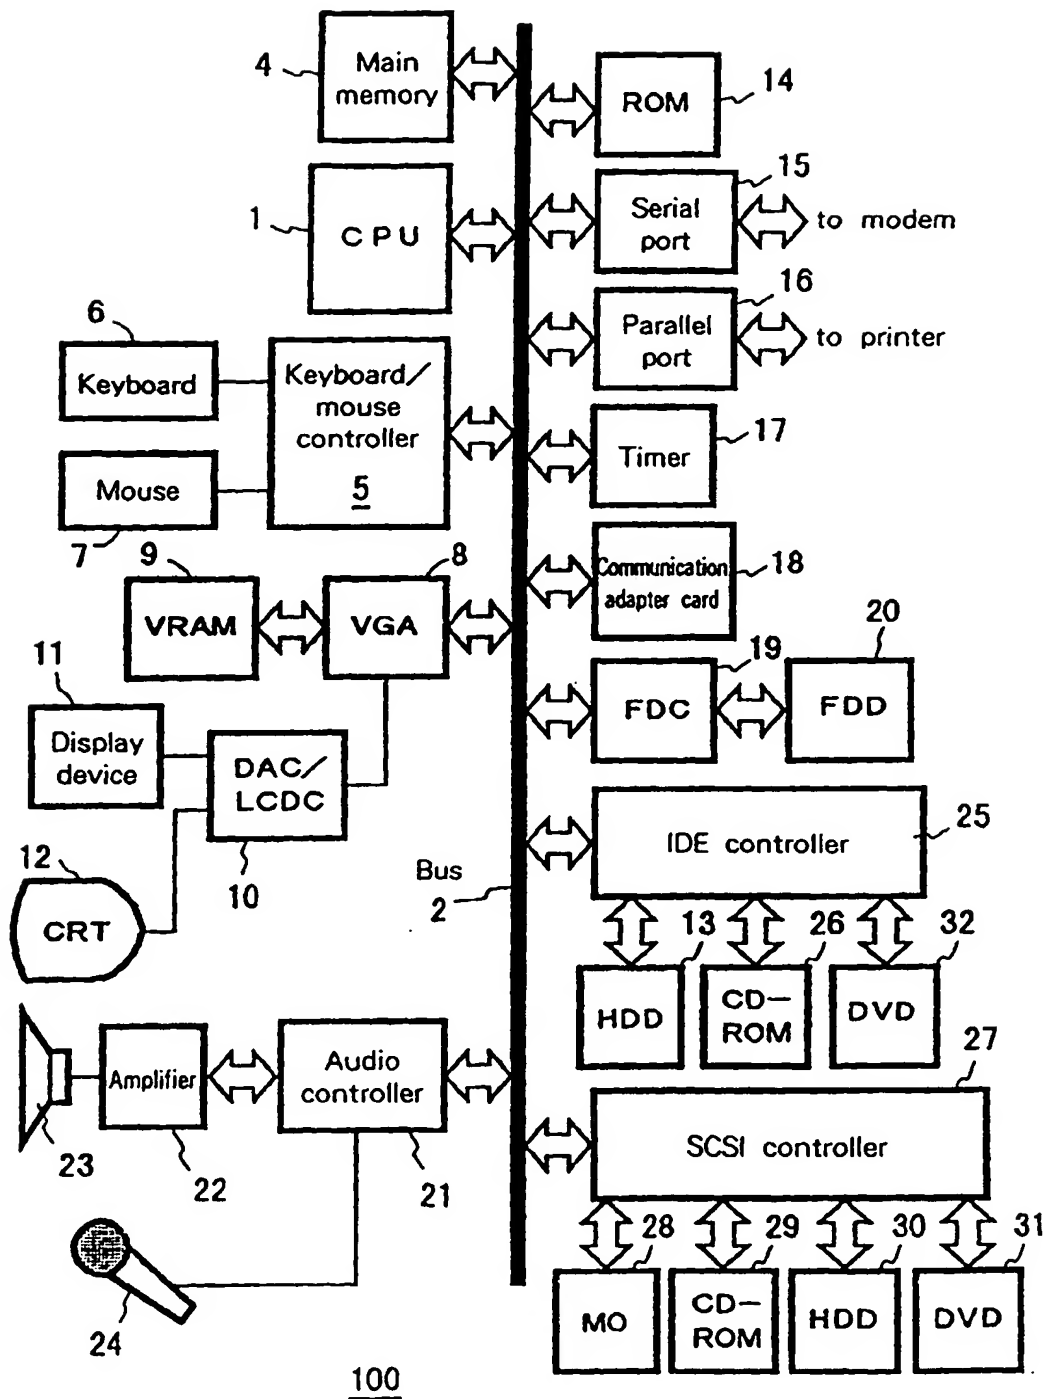 4
Main
memory
ROM
14
1
CPU
15
Serial
port
to modem
16
Parallel
port
to printer
6
Keyboard
Keyboard/
mouse
controller
5
Mouse
7
Timer
17
9
VRAM
8
VGA
Communication
adapter card
18
11
Display
device
DAC/
LCDC
10
12
CRT
19
FDC
20
FDD
Bus
2
IDE controller
25
13
HDD
26
CD-
ROM
32
DVD
23
Amplifier
22
Audio
controller
21
24
27
SCSI controller
28
MO
29
CD-
ROM
30
HDD
31
DVD
100